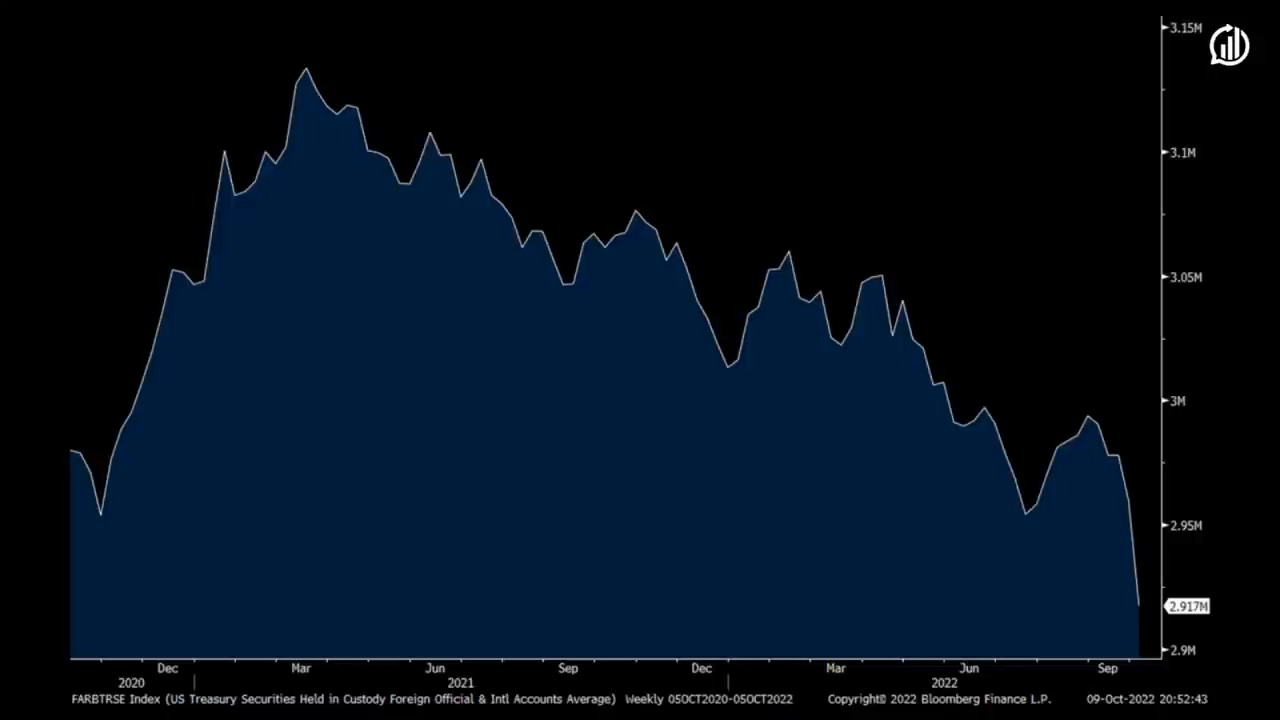 3.15M
3.1M
3.05M
3M
2.95M
2.917M
2.9M
Dec Mar Jun Sep Dec Mar Jun Sep
2020 2021 2022
FARBTRSE Index (US Treasury Securities Held in Custody Foreign Official & Intl Accounts Average) Weekly 05OCT2020-05OCT2022 Copyright© 2022 Bloomberg Finance L.P. 09-Oct-2022 20:52:43